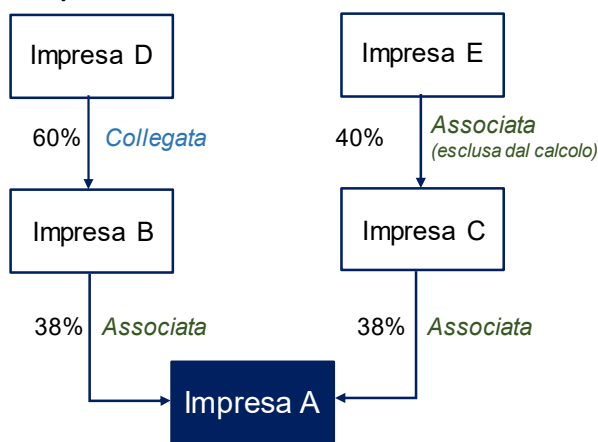 Impresa D
Impresa E
60%
Collegata
40%
Associata
(esclusa dal calcolo)
Impresa B
Impresa C
38%
Associata
38%
Associata
Impresa A